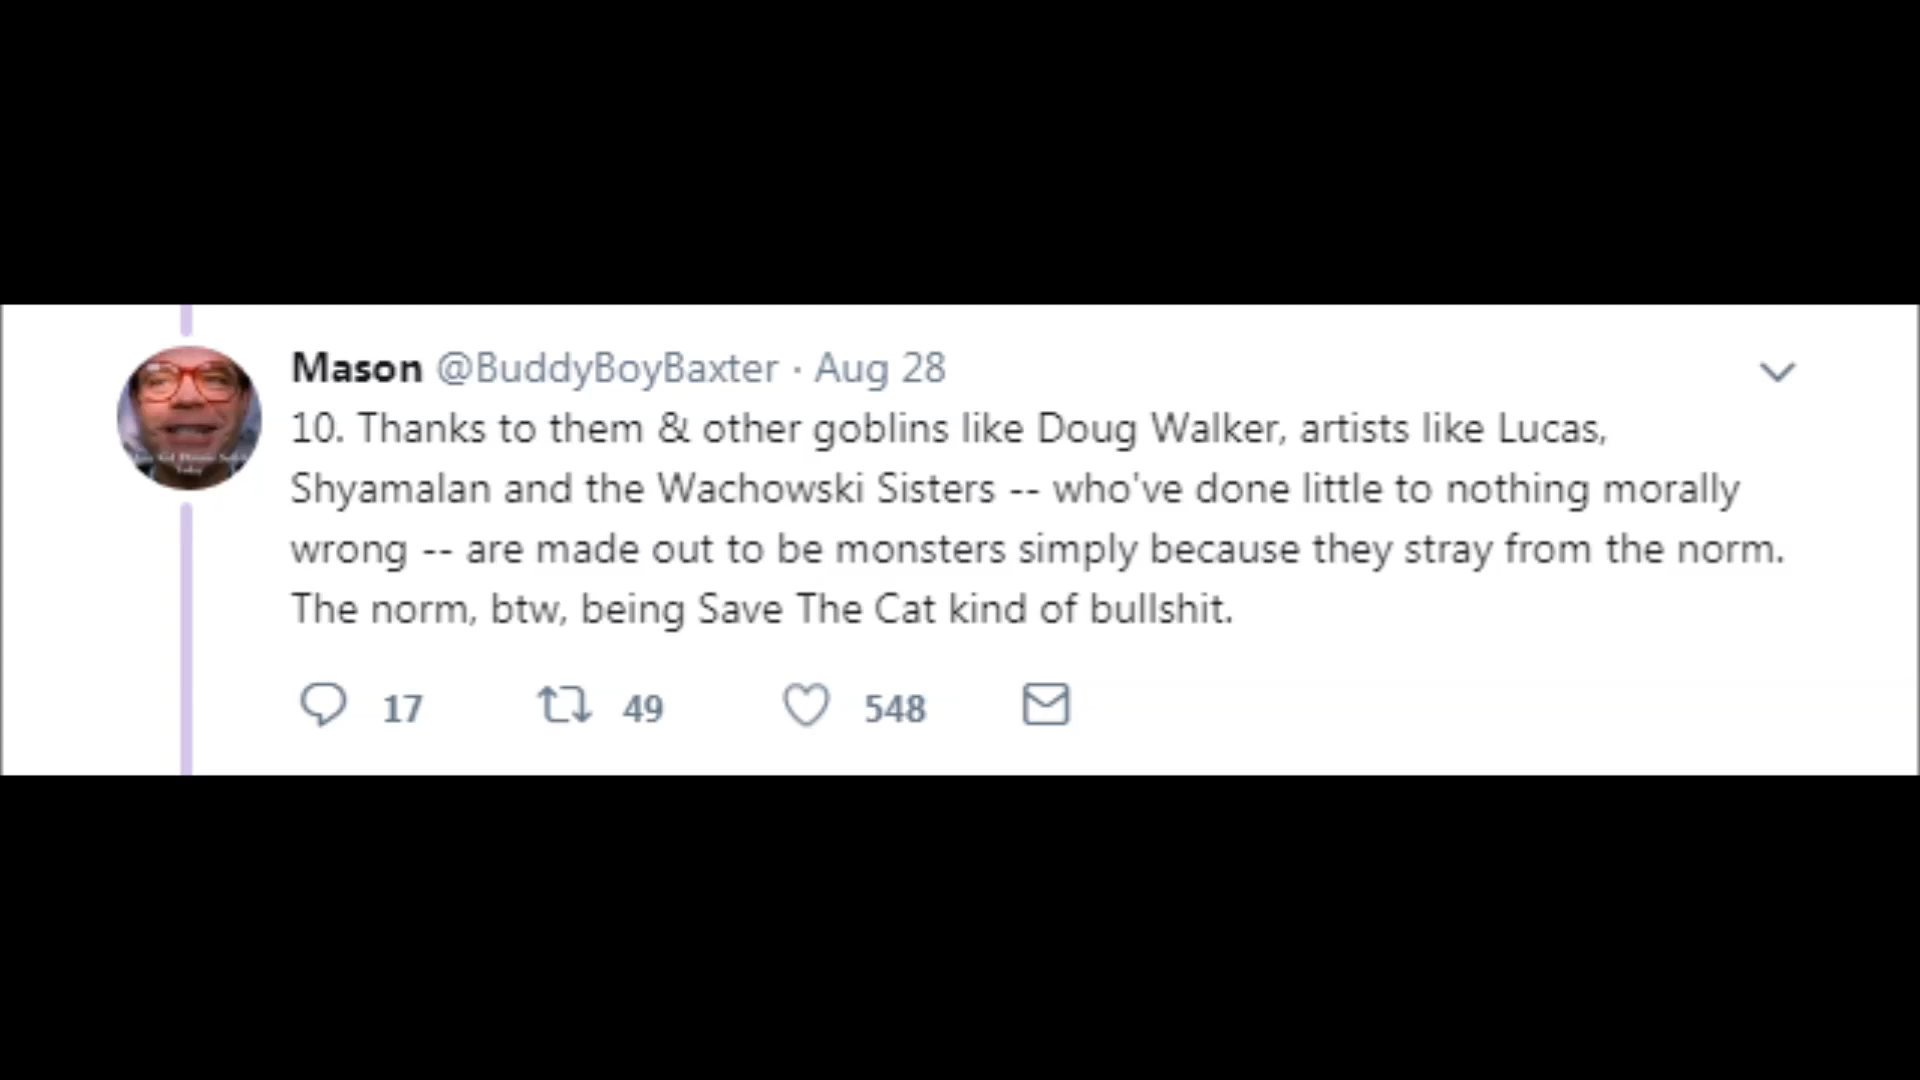 Mason @BuddyBoyBaxter · Aug 28
10. Thanks to them & other goblins like Doug Walker, artists like Lucas,
Shyamalan and the Wachowski Sisters -- who've done little to nothing morally
wrong -- are made out to be monsters simply because they stray from the norm.
The norm, btw, being Save The Cat kind of bullshit.
17 49 548